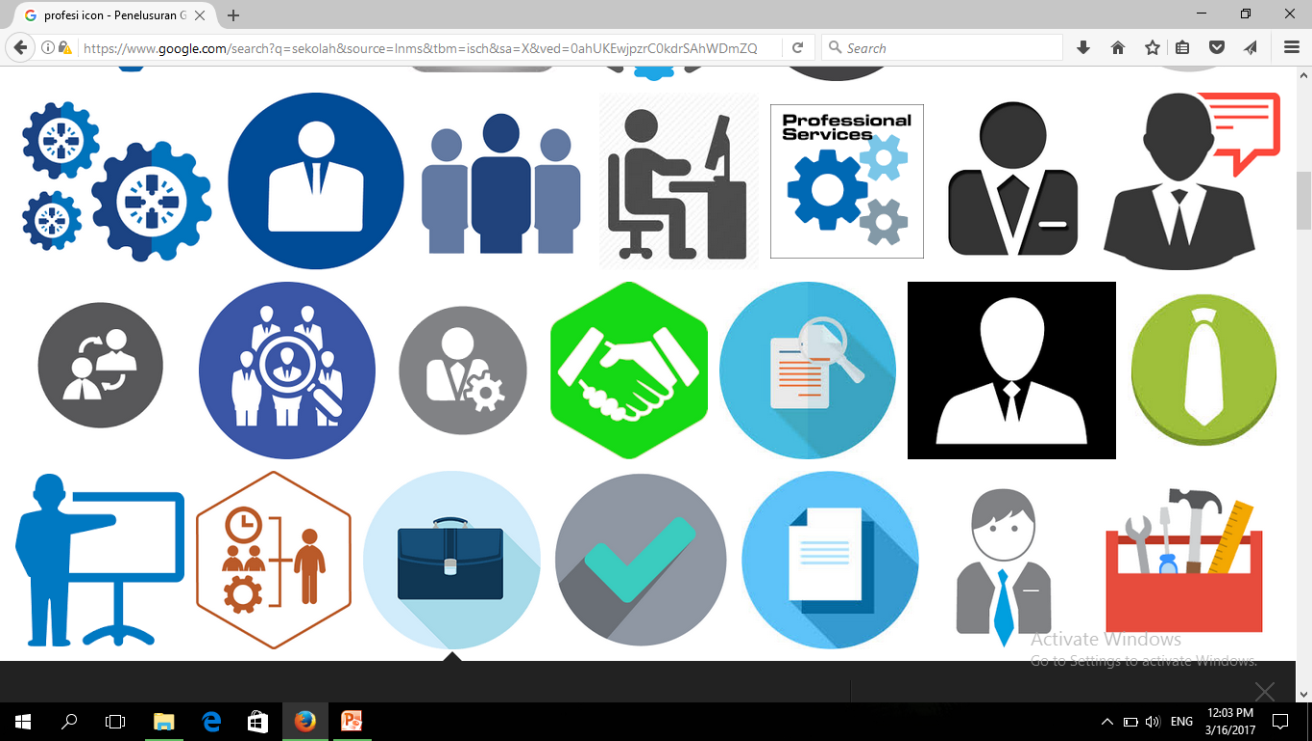 profesi icon - Penelusuran G
https://www.google.com/search?q=sekolah&source=lnms&tbm=isch&sa=X&ved=0ahUKEwjpzrC0kdrSAhWDmZQ
Search
Professional
Services
Activate Windows
Go to Settings to activate Windows.
ENG
12:03 PM
3/16/2017